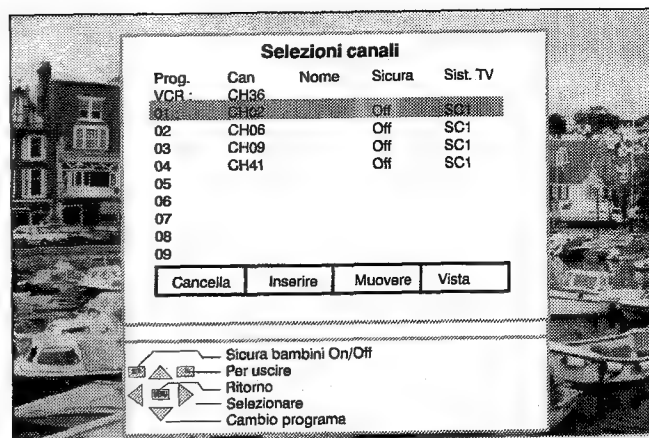 Selezioni canali
Prog. Can Nome Sicura Sist. TV
VCR : CH36
01 : CH02 Off SC1
02 CH06 Off SC1
03 CH09 Off SC1
04 CH41 Off SC1
05
06
07
08
09
Cancella Inserire Muovere Vista
Sicura bambini On/Off
Per uscire
Ritorno
Selezionare
Cambio programa